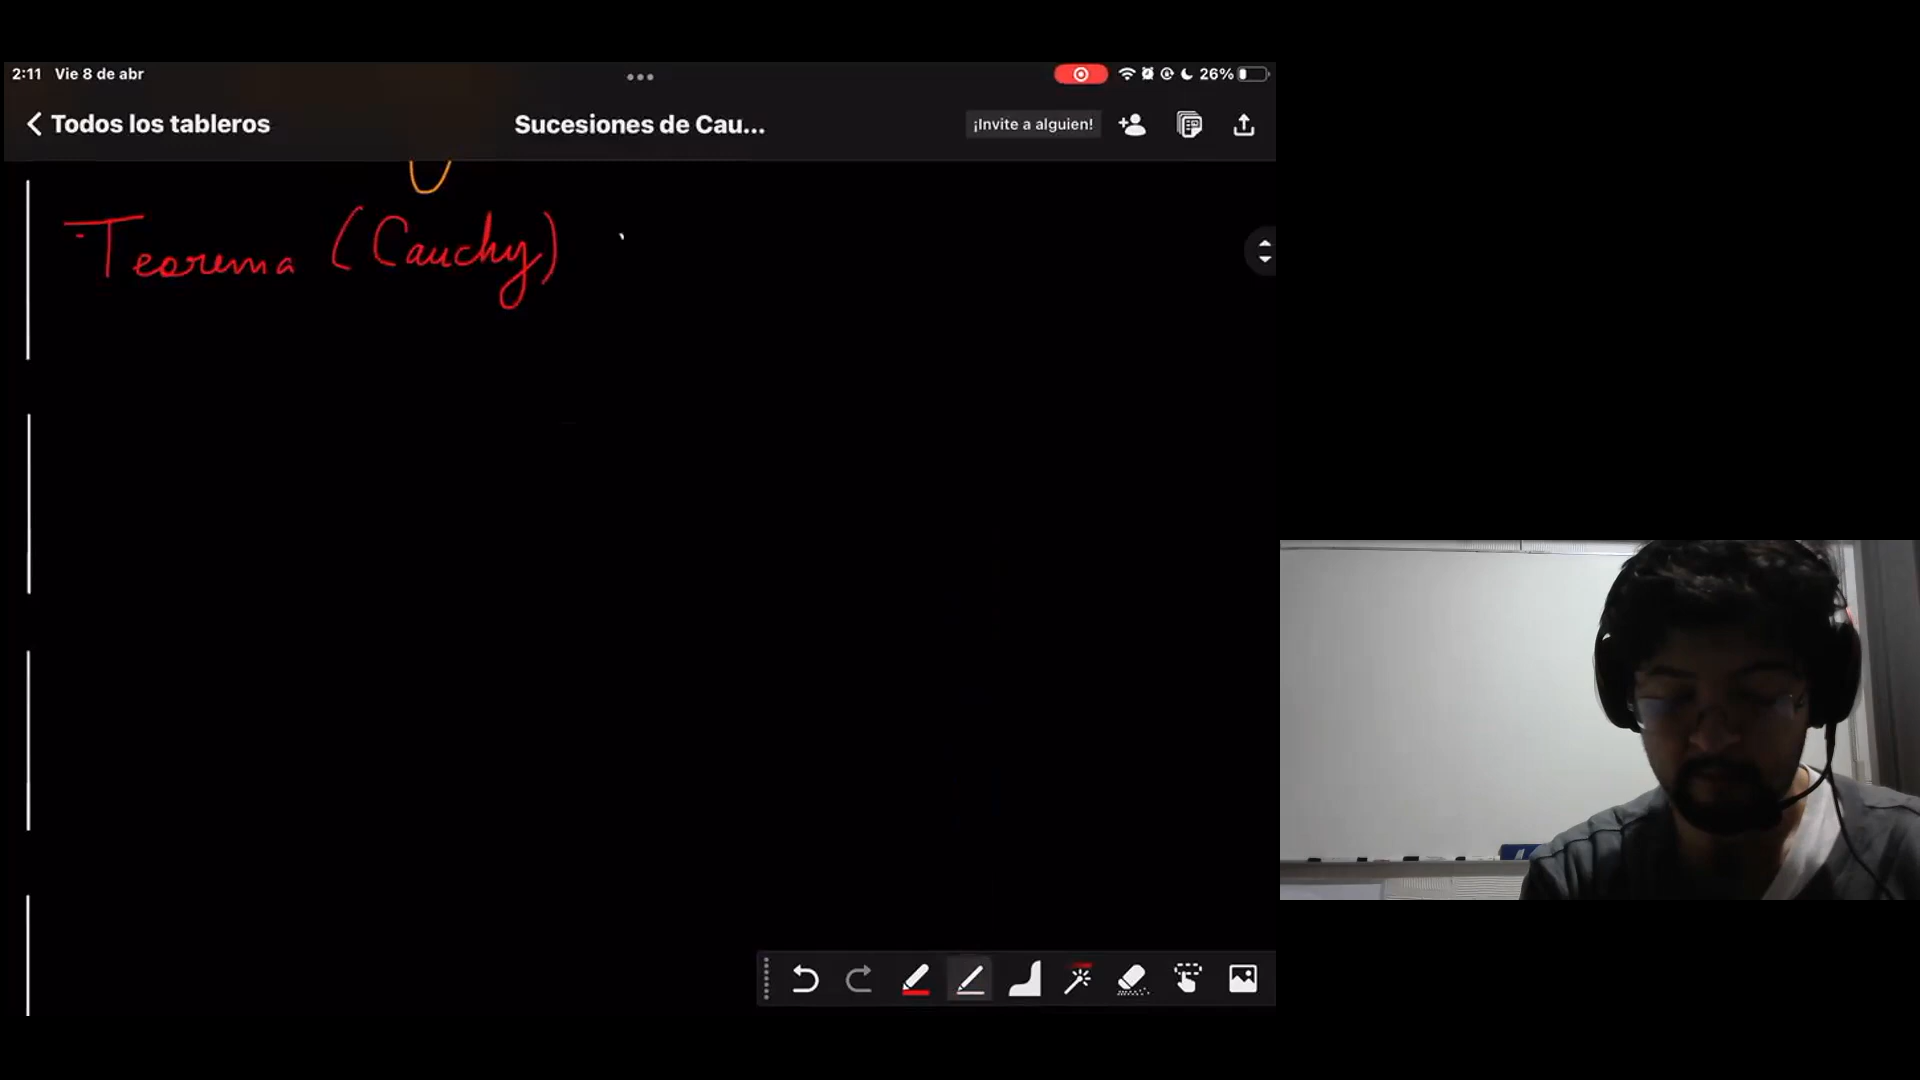 2:11 Vie 8 de abr 26%
Todos los tableros Sucesiones de Cau... ¡Invite a alguien!
Teorema (Cauchy)